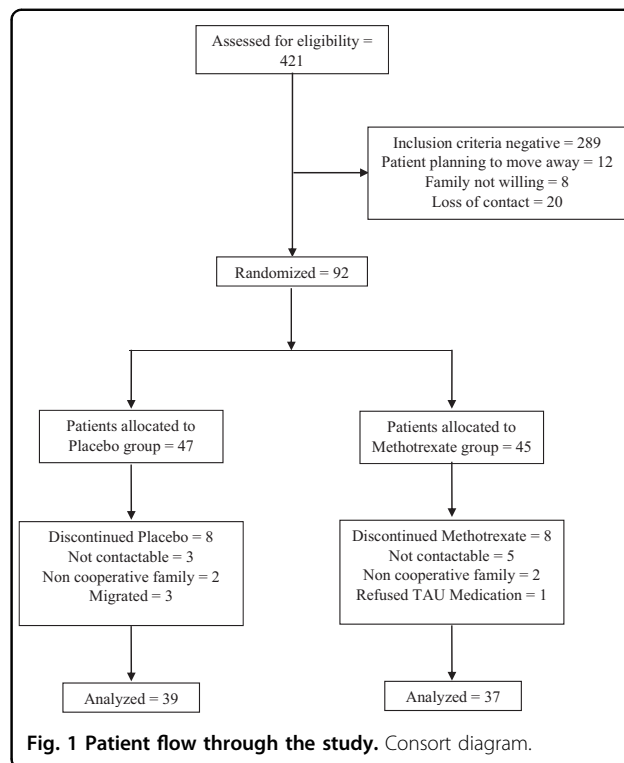 Assessed for eligibility =
421
Inclusion criteria negative = 289
Patient planning to move away = 12
Family not willing = 8
Loss of contact = 20
Randomized = 92
Patients allocated to
Placebo group = 47
Patients allocated to
Methotrexate group = 45
Discontinued Placebo = 8
Not contactable = 3
Non cooperative family = 2
Migrated = 3
Discontinued Methotrexate = 8
Not contactable = 5
Non cooperative family = 2
Refused TAU Medication = 1
Analyzed = 39
Analyzed = 37
Fig. 1 Patient flow through the study. Consort diagram.